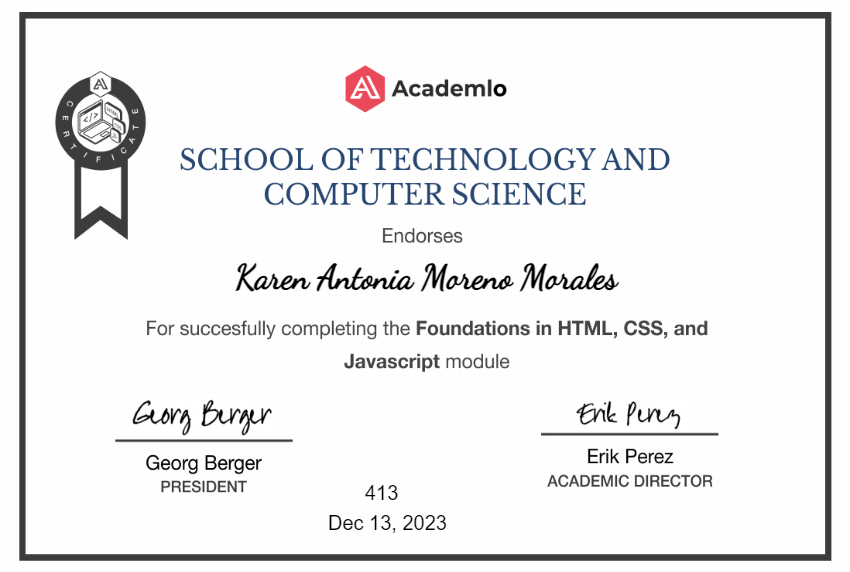 Academlo
CERTIFICATE
</>
SCHOOL OF TECHNOLOGY AND
COMPUTER SCIENCE
Endorses
Karen Antonia Moreno Morales
For succesfully completing the Foundations in HTML, CSS, and
Javascript module
Georg Berger
Georg Berger
PRESIDENT
Erik Perez
Erik Perez
ACADEMIC DIRECTOR
413
Dec 13, 2023